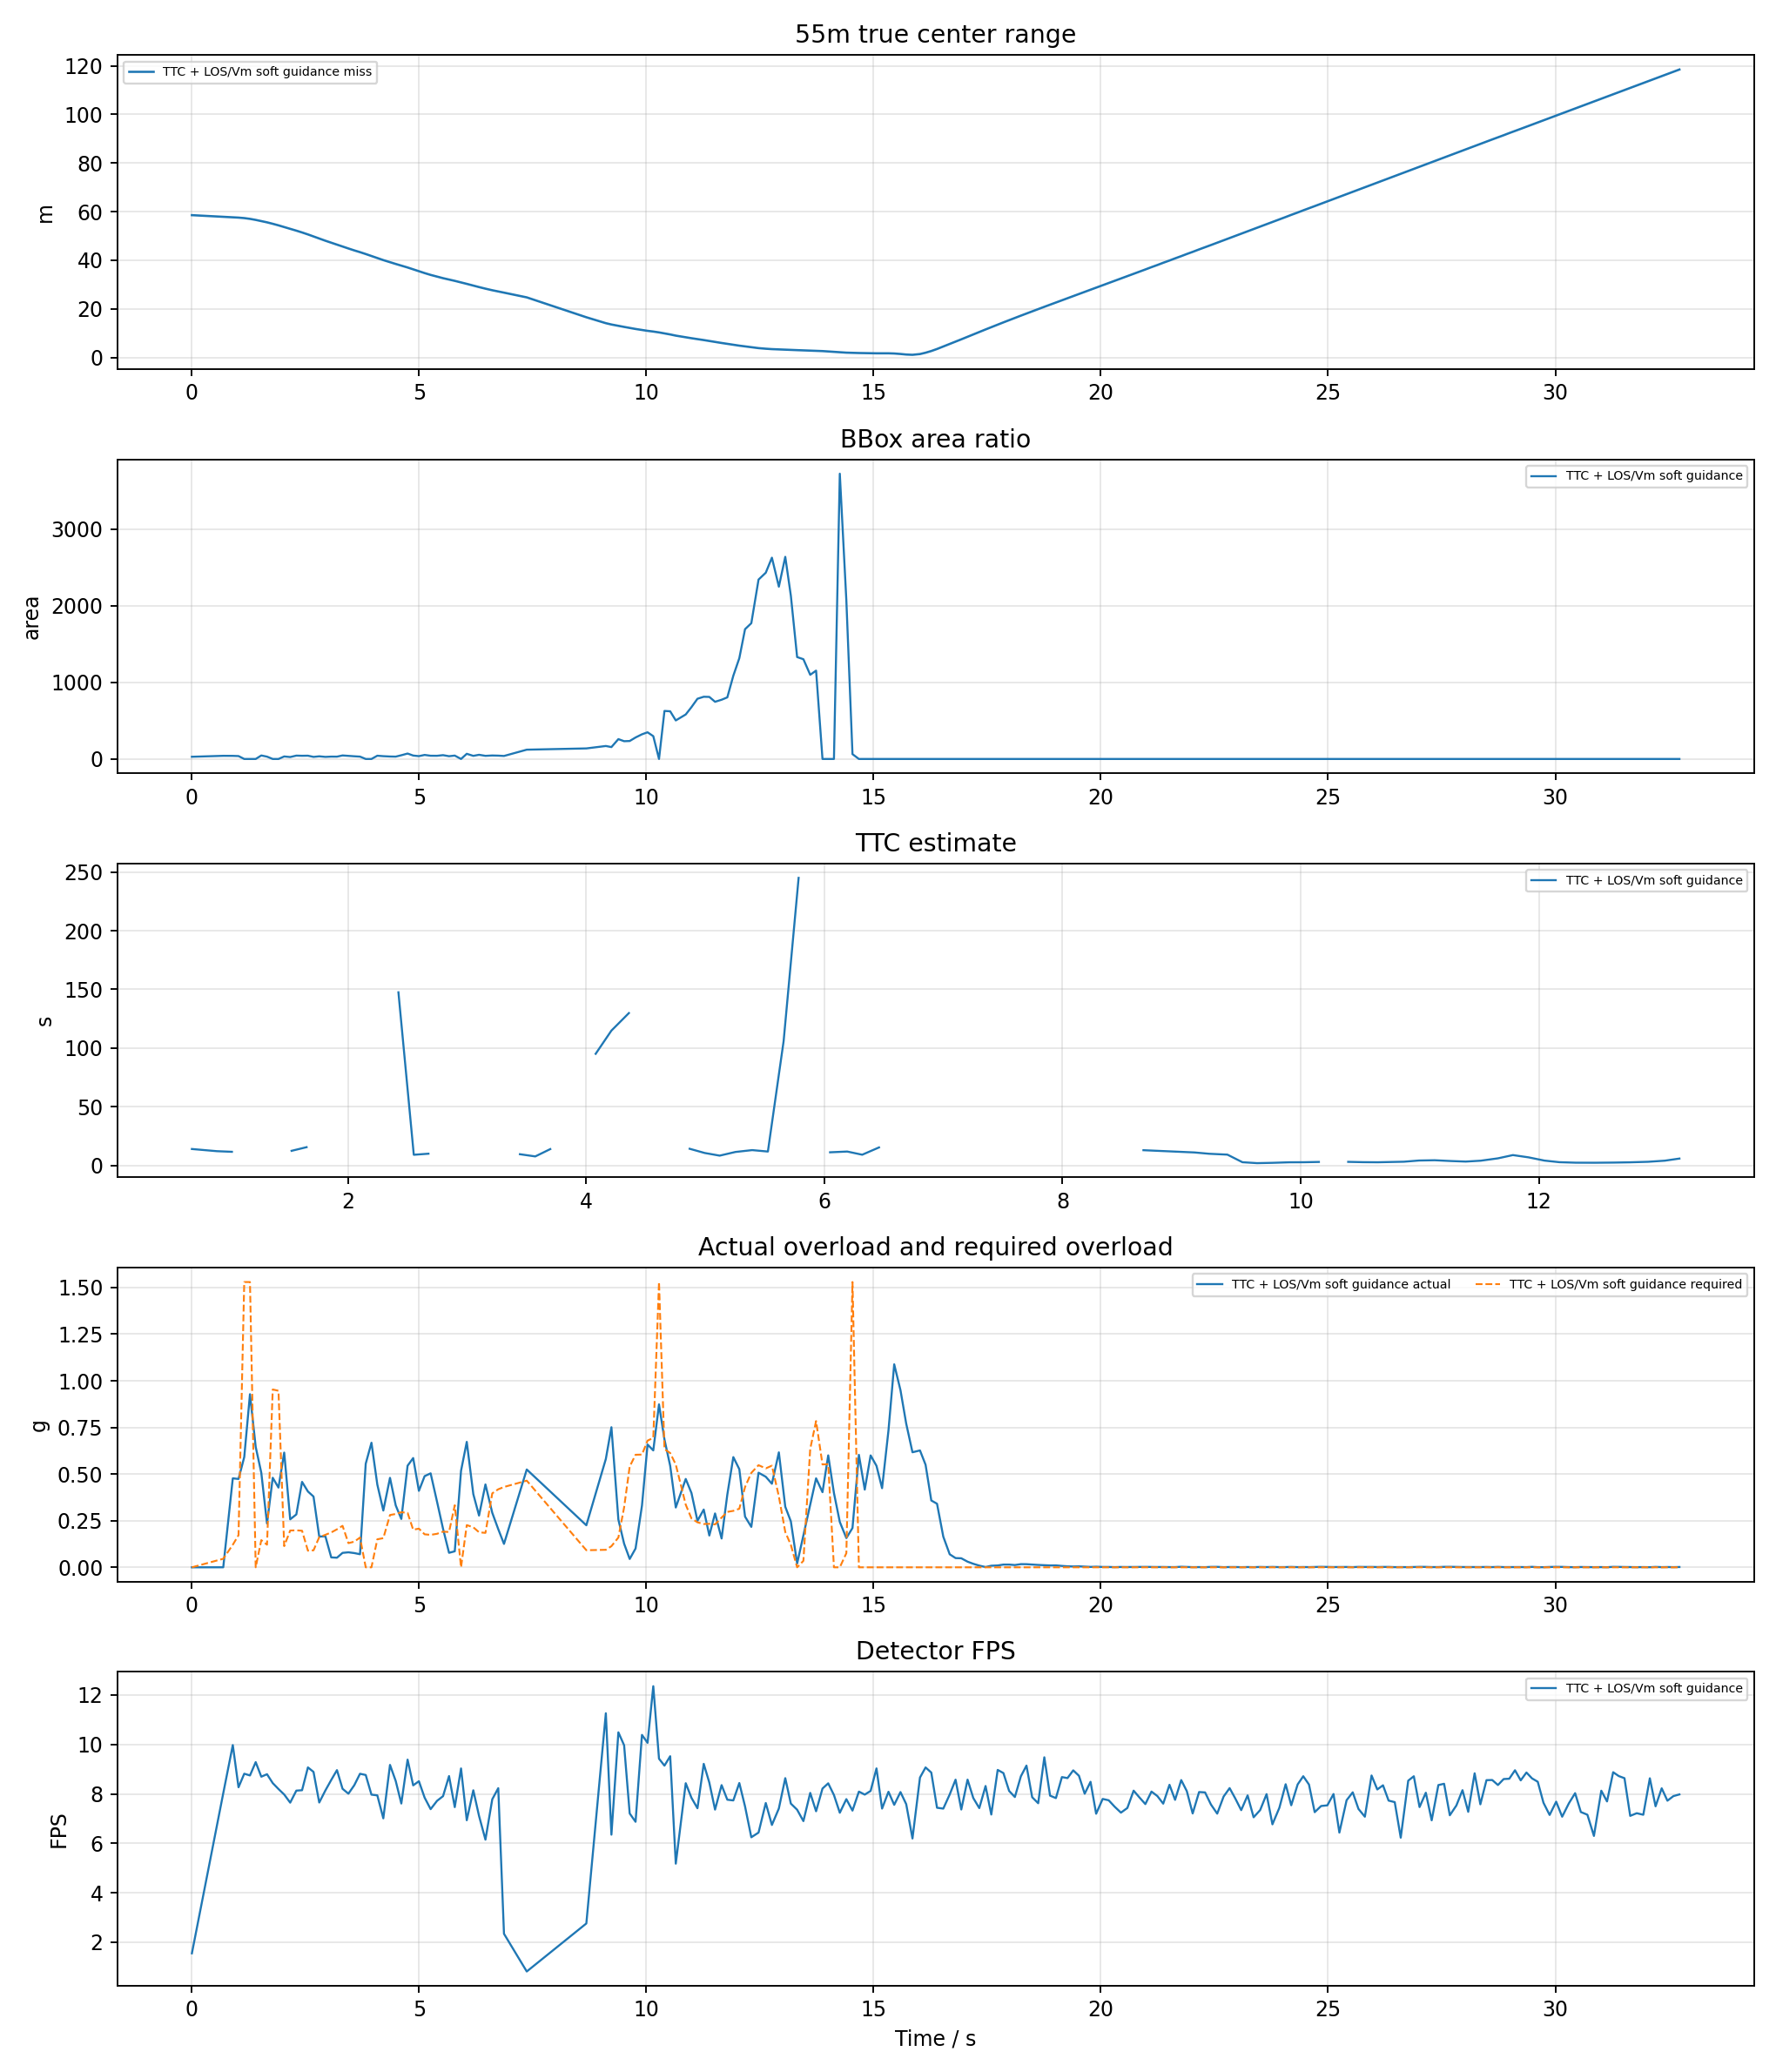 55m true center range
TTC + LOS/Vm soft guidance miss
120
100
80
60
40
20
0
m
0 5 10 15 20 25 30
BBox area ratio
TTC + LOS/Vm soft guidance
3000
2000
1000
0
area
0 5 10 15 20 25 30
TTC estimate
TTC + LOS/Vm soft guidance
250
200
150
100
50
0
s
2 4 6 8 10 12
Actual overload and required overload
TTC + LOS/Vm soft guidance actual TTC + LOS/Vm soft guidance required
1.50
1.25
1.00
0.75
0.50
0.25
0.00
g
0 5 10 15 20 25 30
Detector FPS
TTC + LOS/Vm soft guidance
12
10
8
6
4
2
FPS
0 5 10 15 20 25 30
Time / s